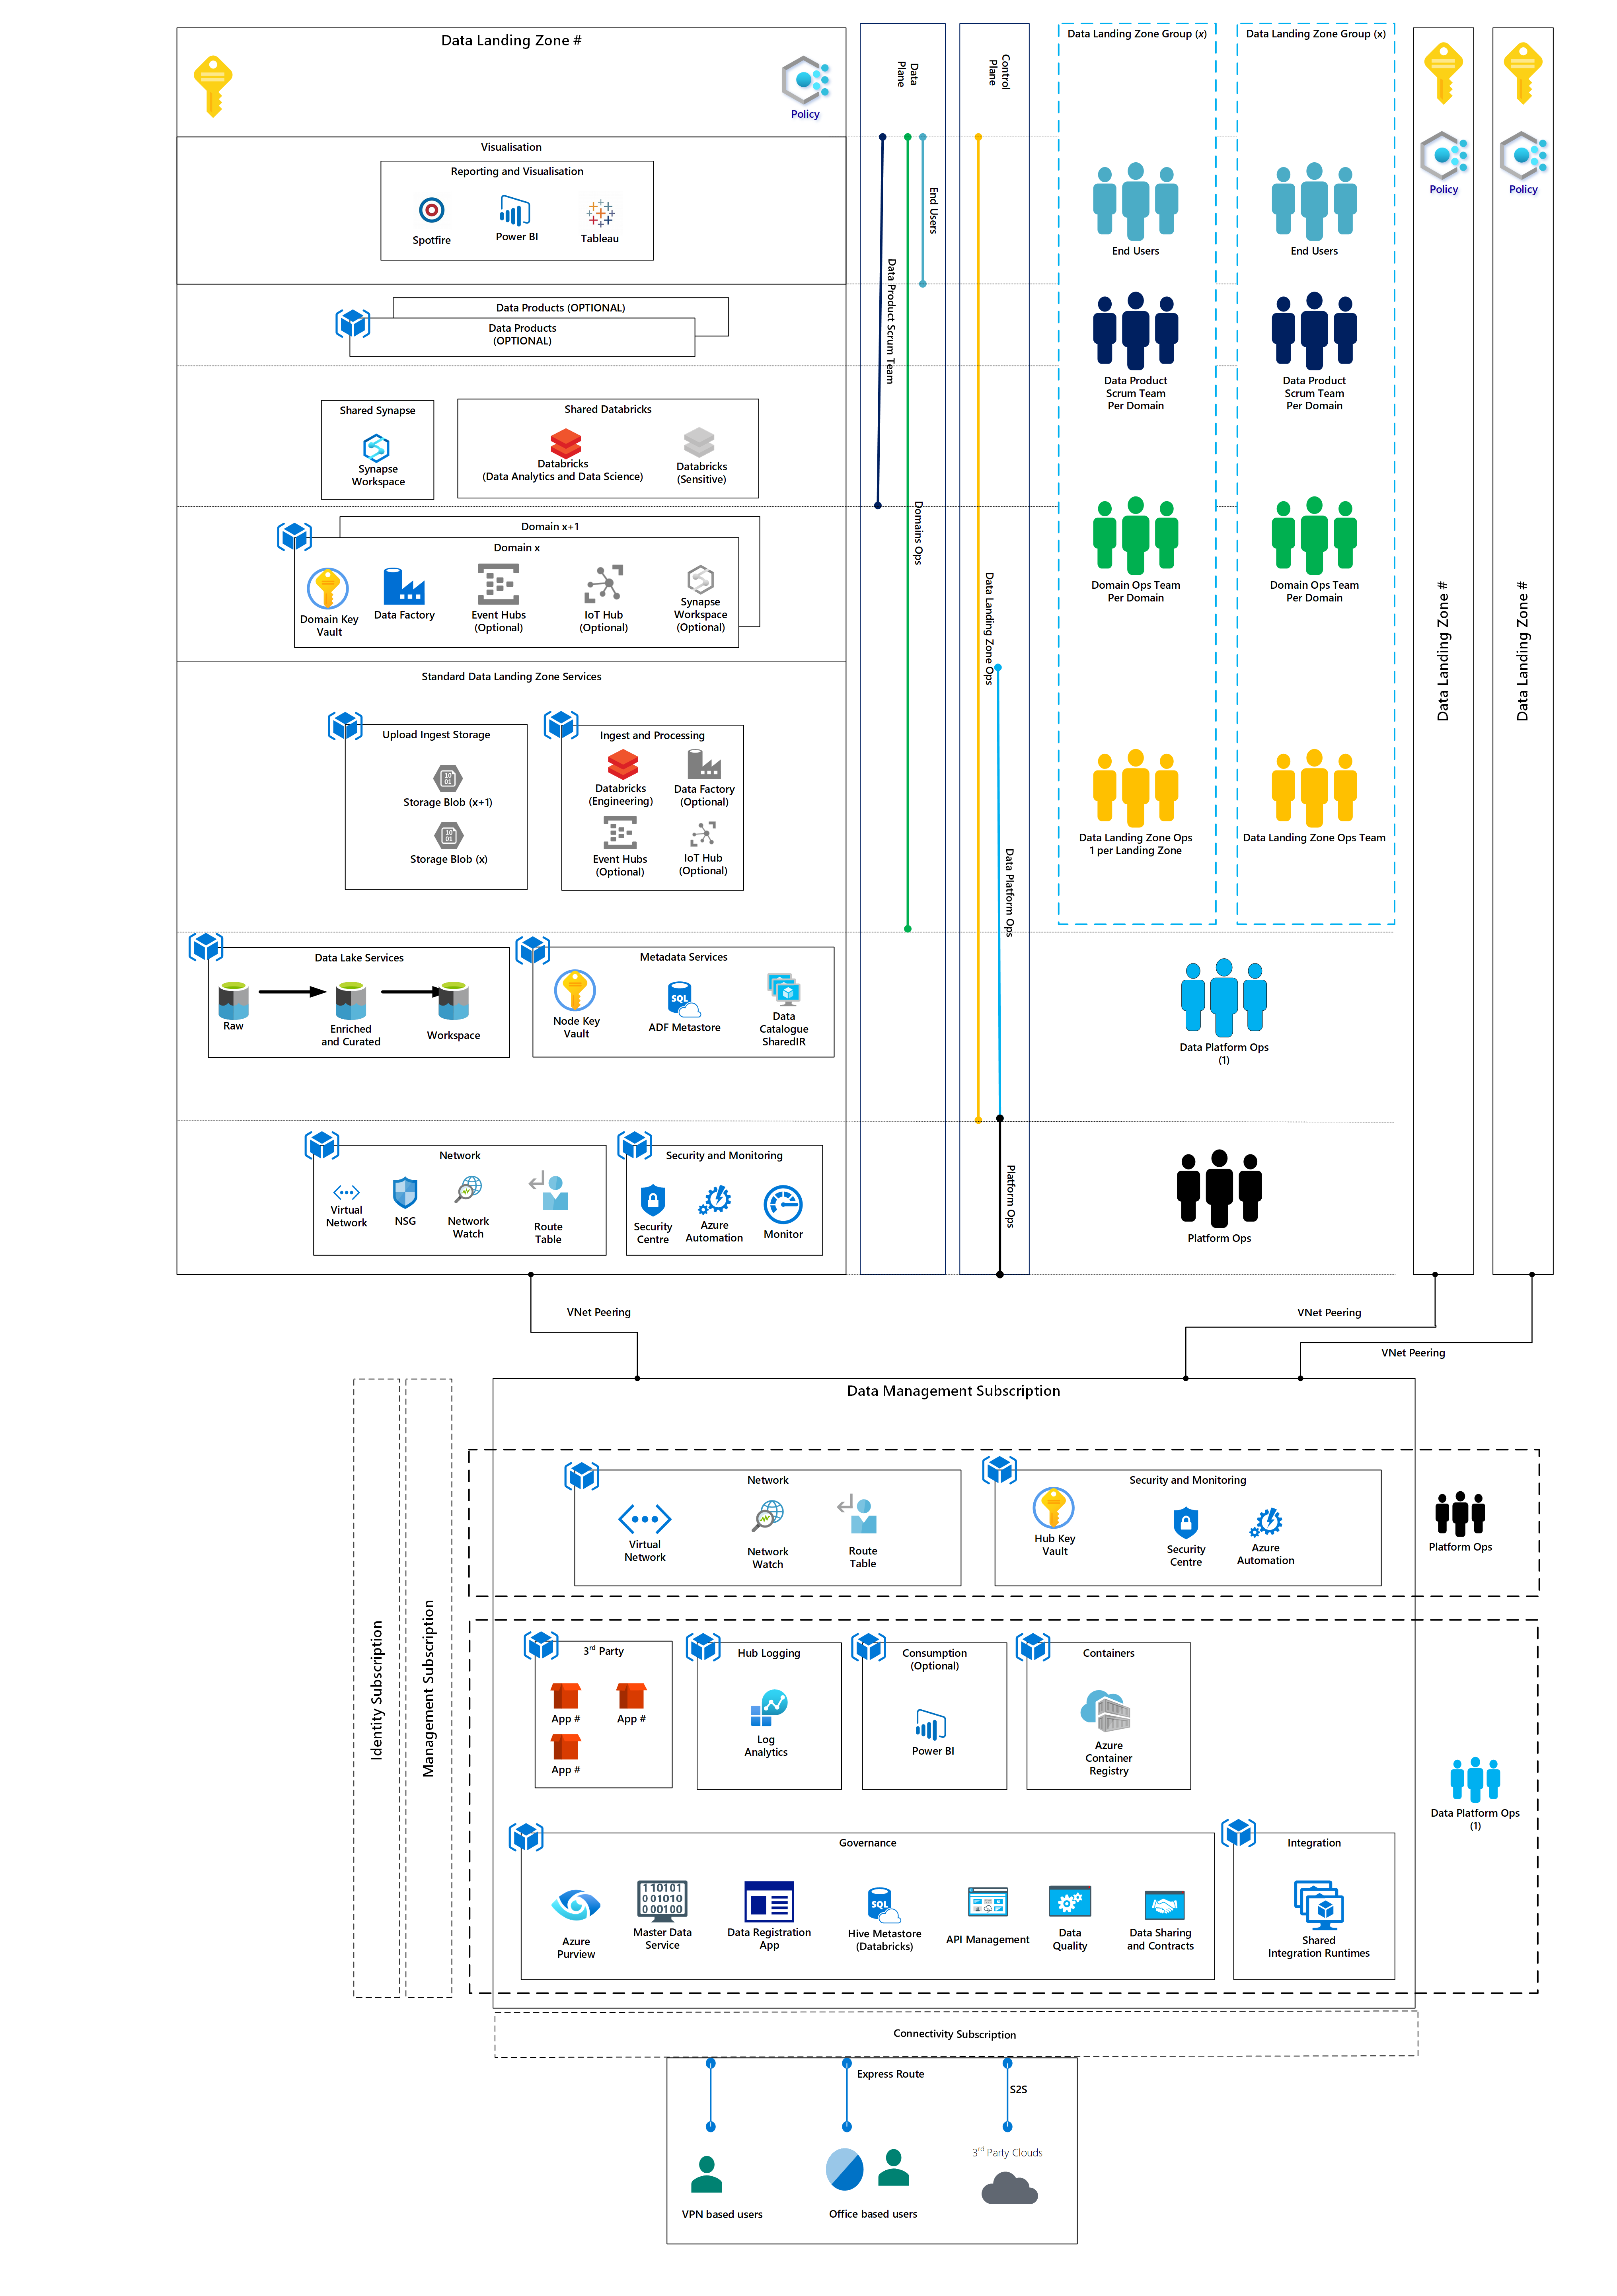 Data Landing Zone #
Policy
Visualisation
Reporting and Visualisation
Spotfire
Power BI
Tableau
Data Products (OPTIONAL)
Data Products
(OPTIONAL)
Shared Synapse
Synapse
Workspace
Shared Databricks
Databricks
(Data Analytics and Data Science)
Databricks
(Sensitive)
Domain x+1
Domain x
Domain Key
Vault
Data Factory
Event Hubs
(Optional)
IoT Hub
(Optional)
Synapse
Workspace
(Optional)
Standard Data Landing Zone Services
Upload Ingest Storage
10
01
Storage Blob (x+1)
10
01
Storage Blob (x)
Ingest and Processing
Databricks
(Engineering)
Data Factory
(Optional)
Event Hubs
(Optional)
IoT Hub
(Optional)
Data Lake Services
Raw
Enriched
and Curated
Workspace
Metadata Services
Node Key
Vault
SQL
ADF Metastore
Data
Catalogue
SharedIR
Network
Virtual
Network
NSG
Network
Watch
Route
Table
Security and Monitoring
Security
Centre
Azure
Automation
Monitor
Data
Plane
Control
Plane
End Users
Data Product Scrum Team
Domains Ops
Data Landing Zone Ops
Data Platform Ops
Platform Ops
Data Landing Zone Group (x)
End Users
Data Product
Scrum Team
Per Domain
Domain Ops Team
Per Domain
Data Landing Zone Ops
1 per Landing Zone
Data Landing Zone Group (x)
End Users
Data Product
Scrum Team
Per Domain
Domain Ops Team
Per Domain
Data Landing Zone Ops Team
Data Platform Ops
(1)
Platform Ops
Policy
Data Landing Zone #
Policy
Data Landing Zone #
VNet Peering
VNet Peering
VNet Peering
Identity Subscription
Management Subscription
Data Management Subscription
Network
Virtual
Network
Network
Watch
Route
Table
Security and Monitoring
Hub Key
Vault
Security
Centre
Azure
Automation
Platform Ops
3rd Party
App #
App #
App #
Hub Logging
Log
Analytics
Consumption
(Optional)
Power BI
Containers
Azure
Container
Registry
Data Platform Ops
(1)
Governance
Azure
Purview
1 10101
0 01010
0 00100
Master Data
Service
Data Registration
App
SQL
Hive Metastore
(Databricks)
API Management
Data
Quality
Data Sharing
and Contracts
Integration
Shared
Integration Runtimes
Connectivity Subscription
Express Route
S2S
3rd Party Clouds
VPN based users
Office based users